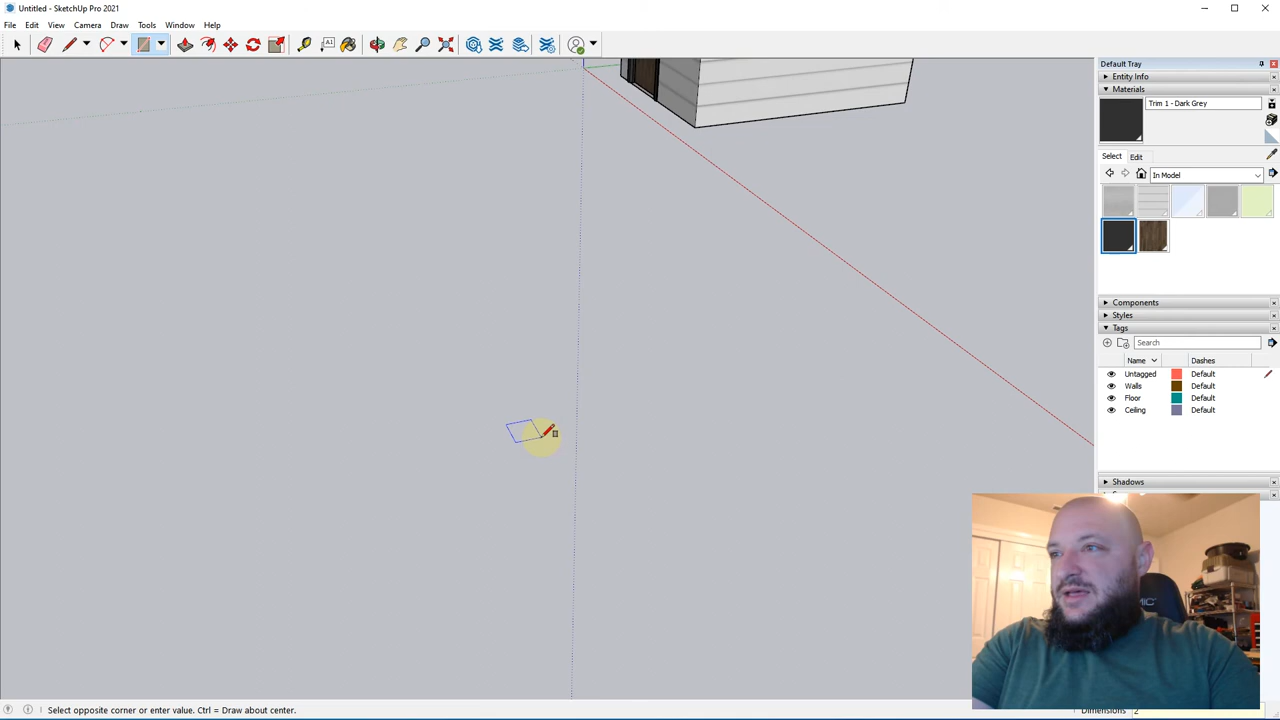 Untitled - SketchUp Pro 2021
File Edit View Camera Draw Tools Window Help
Default Tray
Entity Info
Materials
Trim 1 - Dark Grey
Select Edit
In Model
Components
Styles
Tags
Search
Name Dashes
Untagged Default
Walls Default
Floor Default
Ceiling Default
Shadows
Select opposite corner or enter value. Ctrl = Draw about center.
Dimensions 2